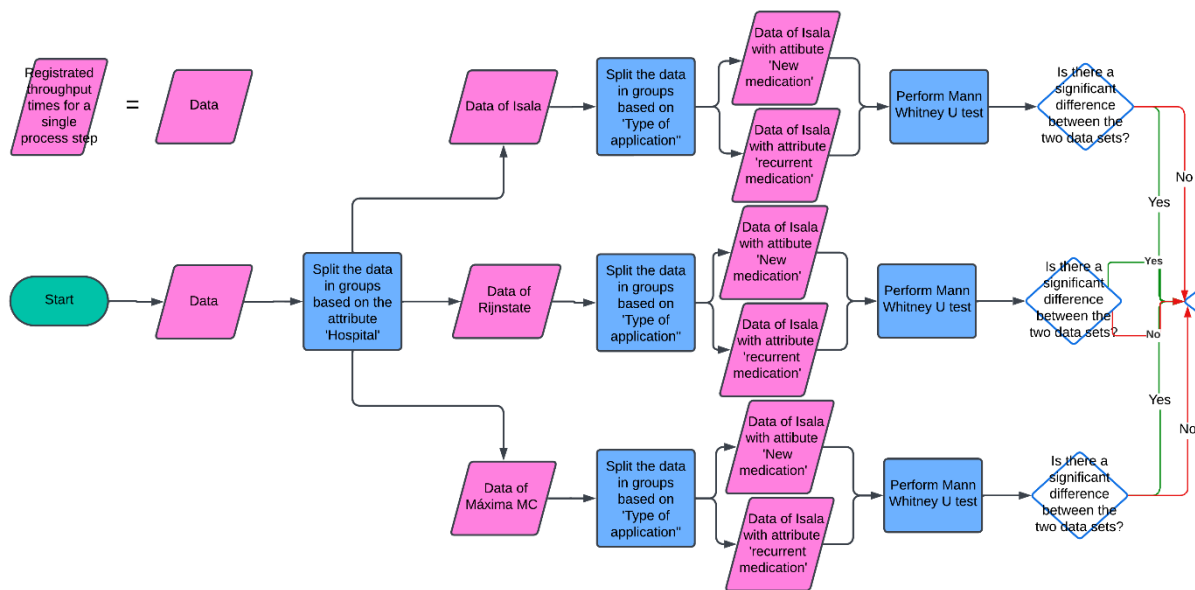 Registrated
throughput
times for a
single
process step
=
Data
Data of Isala
Split the data
in groups
based on
'Type of
application"
Data of Isala
with attibute
'New
medication'
Data of Isala
with attribute
'recurrent
medication'
Perform Mann
Whitney U test
Is there a
significant
difference
between the
two data sets?
No
Yes
Start
Data
Split the data
in groups
based on the
attribute
'Hospital'
Data of
Rijnstate
Split the data
in groups
based on
'Type of
application"
Data of Isala
with attibute
'New
medication'
Data of Isala
with attribute
'recurrent
medication'
Perform Mann
Whitney U test
Is there a
significant
difference
between the
two data sets?
Yes
No
Data of
Máxima MC
Split the data
in groups
based on
'Type of
application"
Data of Isala
with attibute
'New
medication'
Data of Isala
with attribute
'recurrent
medication'
Perform Mann
Whitney U test
Is there a
significant
difference
between the
two data sets?
Yes
No